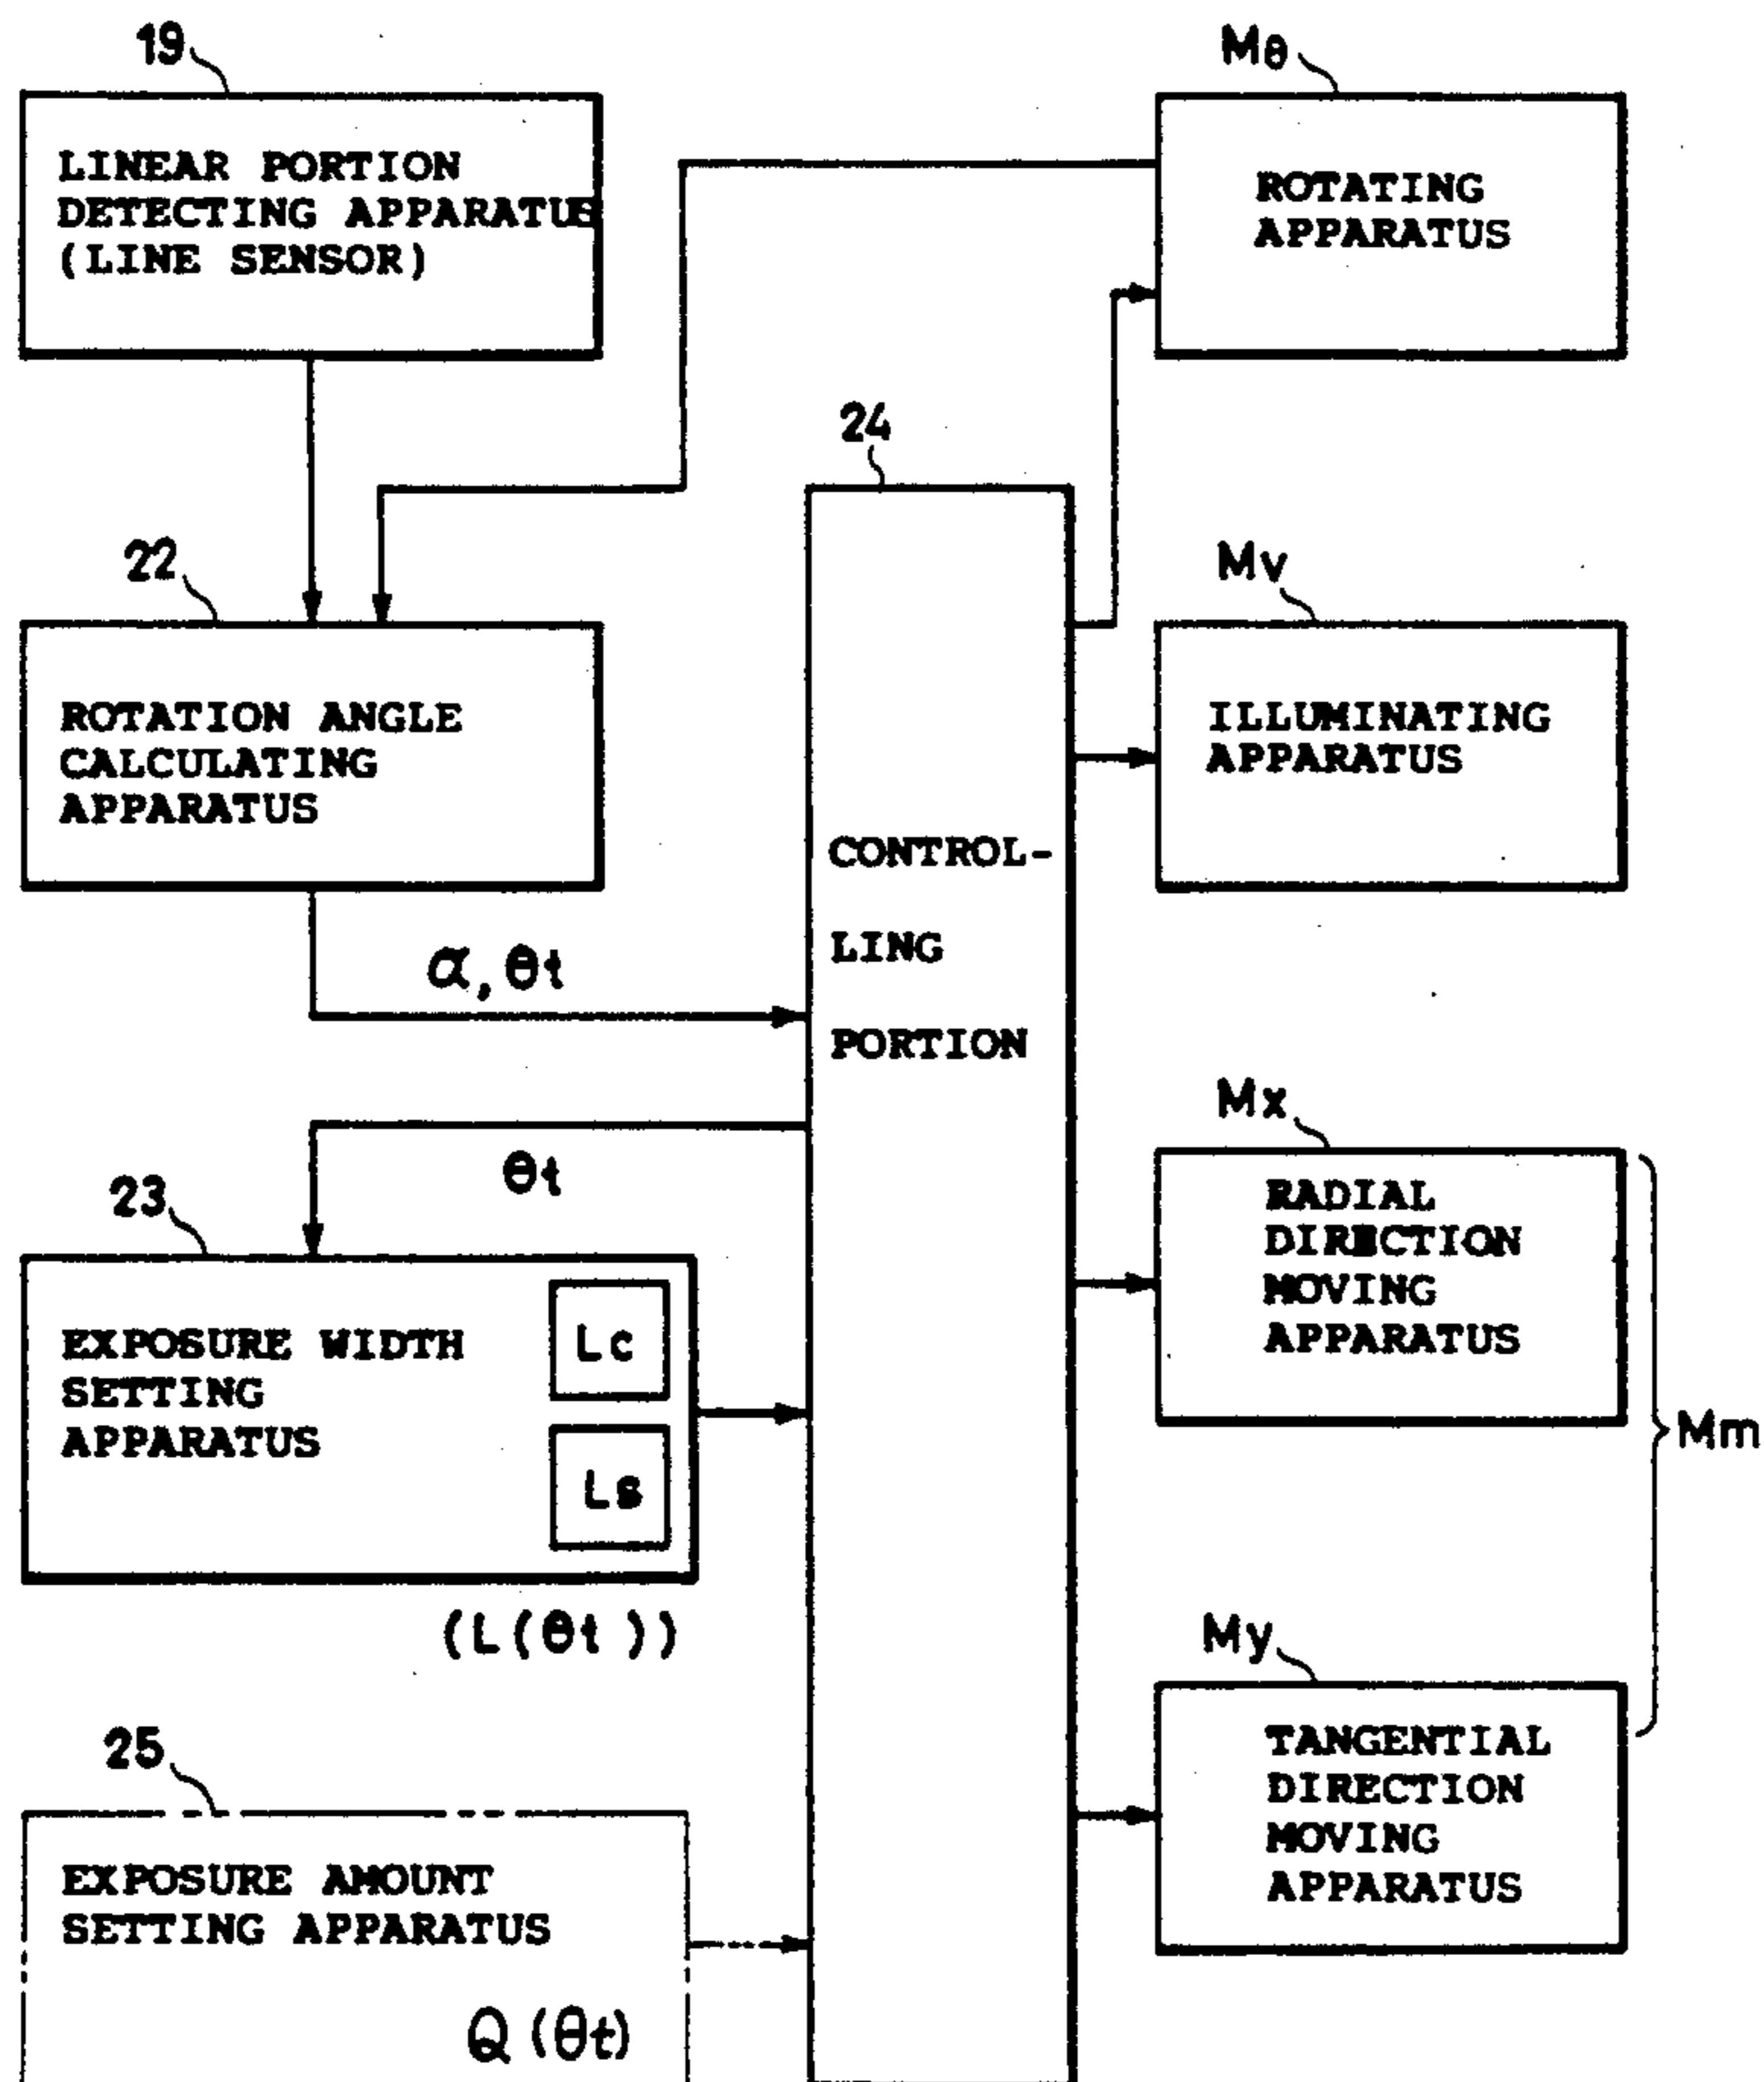 19
LINEAR PORTION
DETECTING APPARATUS
(LINE SENSOR)
Mθ
ROTATING
APPARATUS
22
ROTATION ANGLE
CALCULATING
APPARATUS
α, θt
24
CONTROL-
LING
PORTION
Mv
ILLUMINATING
APPARATUS
θt
23
EXPOSURE WIDTH
SETTING
APPARATUS
Lc
Ls
(L(θt))
Mx
RADIAL
DIRECTION
MOVING
APPARATUS
Mm
My
TANGENTIAL
DIRECTION
MOVING
APPARATUS
25
EXPOSURE AMOUNT
SETTING APPARATUS
Q (θt)